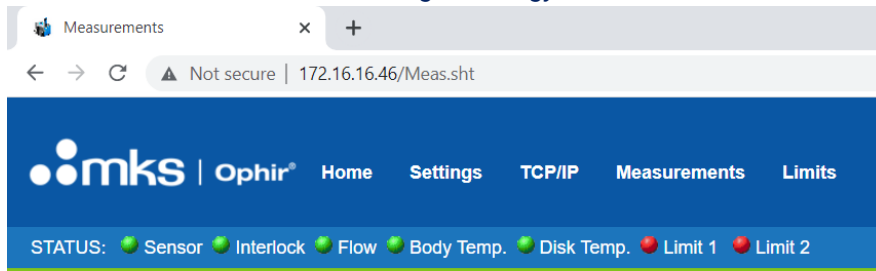 Measurements
Not secure | 172.16.16.46/Meas.sht
mks | Ophir® Home Settings TCP/IP Measurements Limits
STATUS: Sensor Interlock Flow Body Temp. Disk Temp. Limit 1 Limit 2